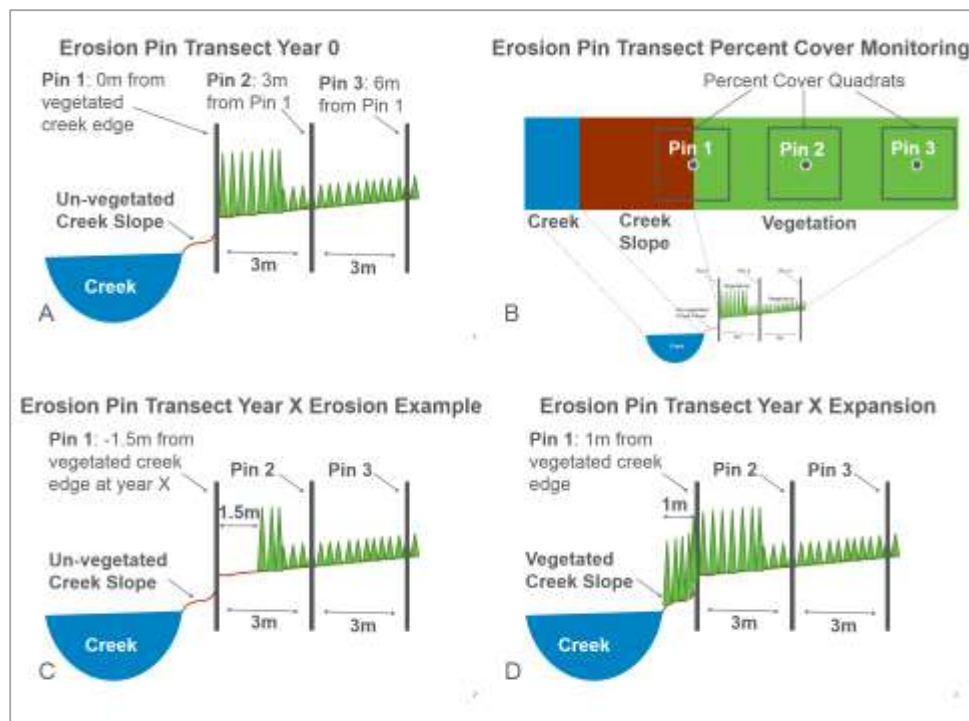 Erosion Pin Transect Year 0
Pin 1: 0m from
vegetated
creek edge
Pin 2: 3m
from Pin 1
Pin 3: 6m
from Pin 1
Un-vegetated
Creek Slope
3m
3m
Creek
A
Erosion Pin Transect Percent Cover Monitoring
Percent Cover Quadrats
Pin 1
Pin 2
Pin 3
Creek
Creek
Slope
Vegetation
B
Erosion Pin Transect Year X Erosion Example
Pin 1: -1.5m from
vegetated creek
edge at year X
Pin 2
Pin 3
1.5m
Un-vegetated
Creek Slope
3m
3m
Creek
C
Erosion Pin Transect Year X Expansion
Pin 1: 1m from
vegetated creek
edge
Pin 2
Pin 3
1m
Vegetated
Creek Slope
3m
3m
Creek
D